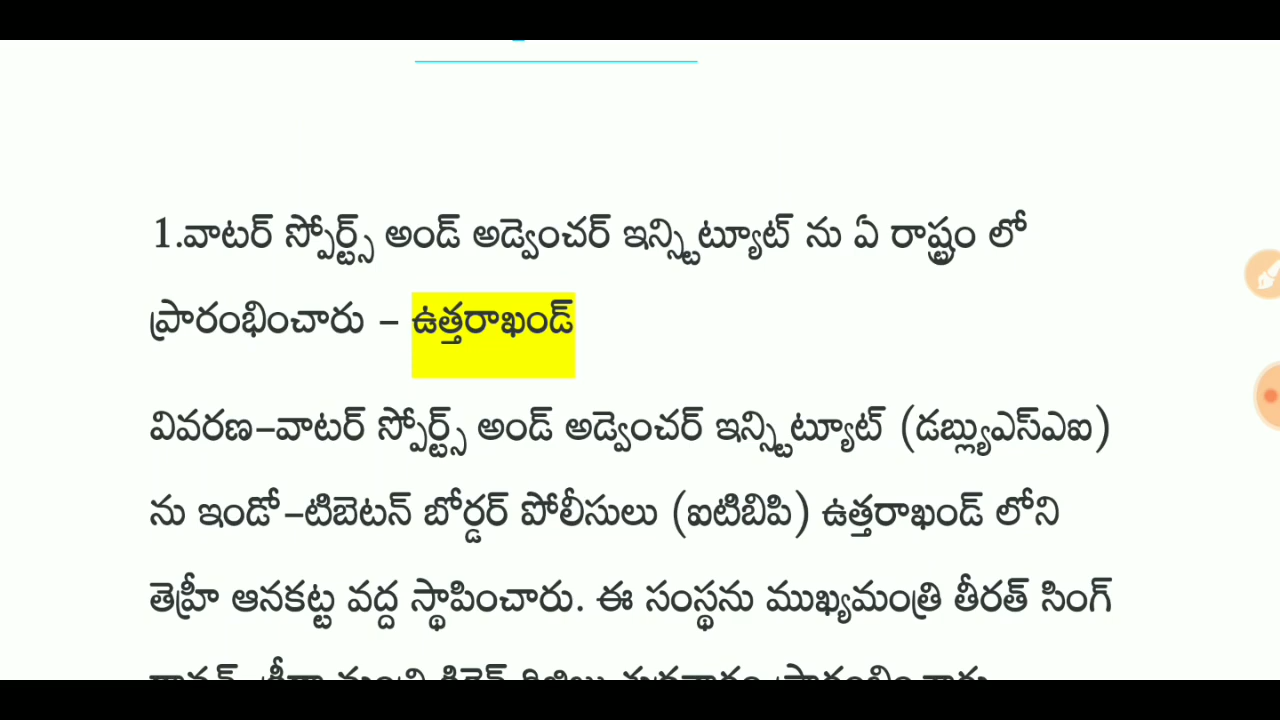 1.వాటర్ స్పోర్ట్స్ అండ్ అడ్వెంచర్ ఇన్స్టిట్యూట్ ను ఏ రాష్ట్రం లో
ప్రారంభించారు – ఉత్తరాఖండ్
వివరణ–వాటర్ స్పోర్ట్స్ అండ్ అడ్వెంచర్ ఇన్స్టిట్యూట్ (డబ్ల్యుఎస్ఎఐ)
ను ఇండో–టిబెటన్ బోర్డర్ పోలీసులు (ఐటిబిపి) ఉత్తరాఖండ్ లోని
తెహ్రీ ఆనకట్ట వద్ద స్థాపించారు. ఈ సంస్థను ముఖ్యమంత్రి తీరత్ సింగ్